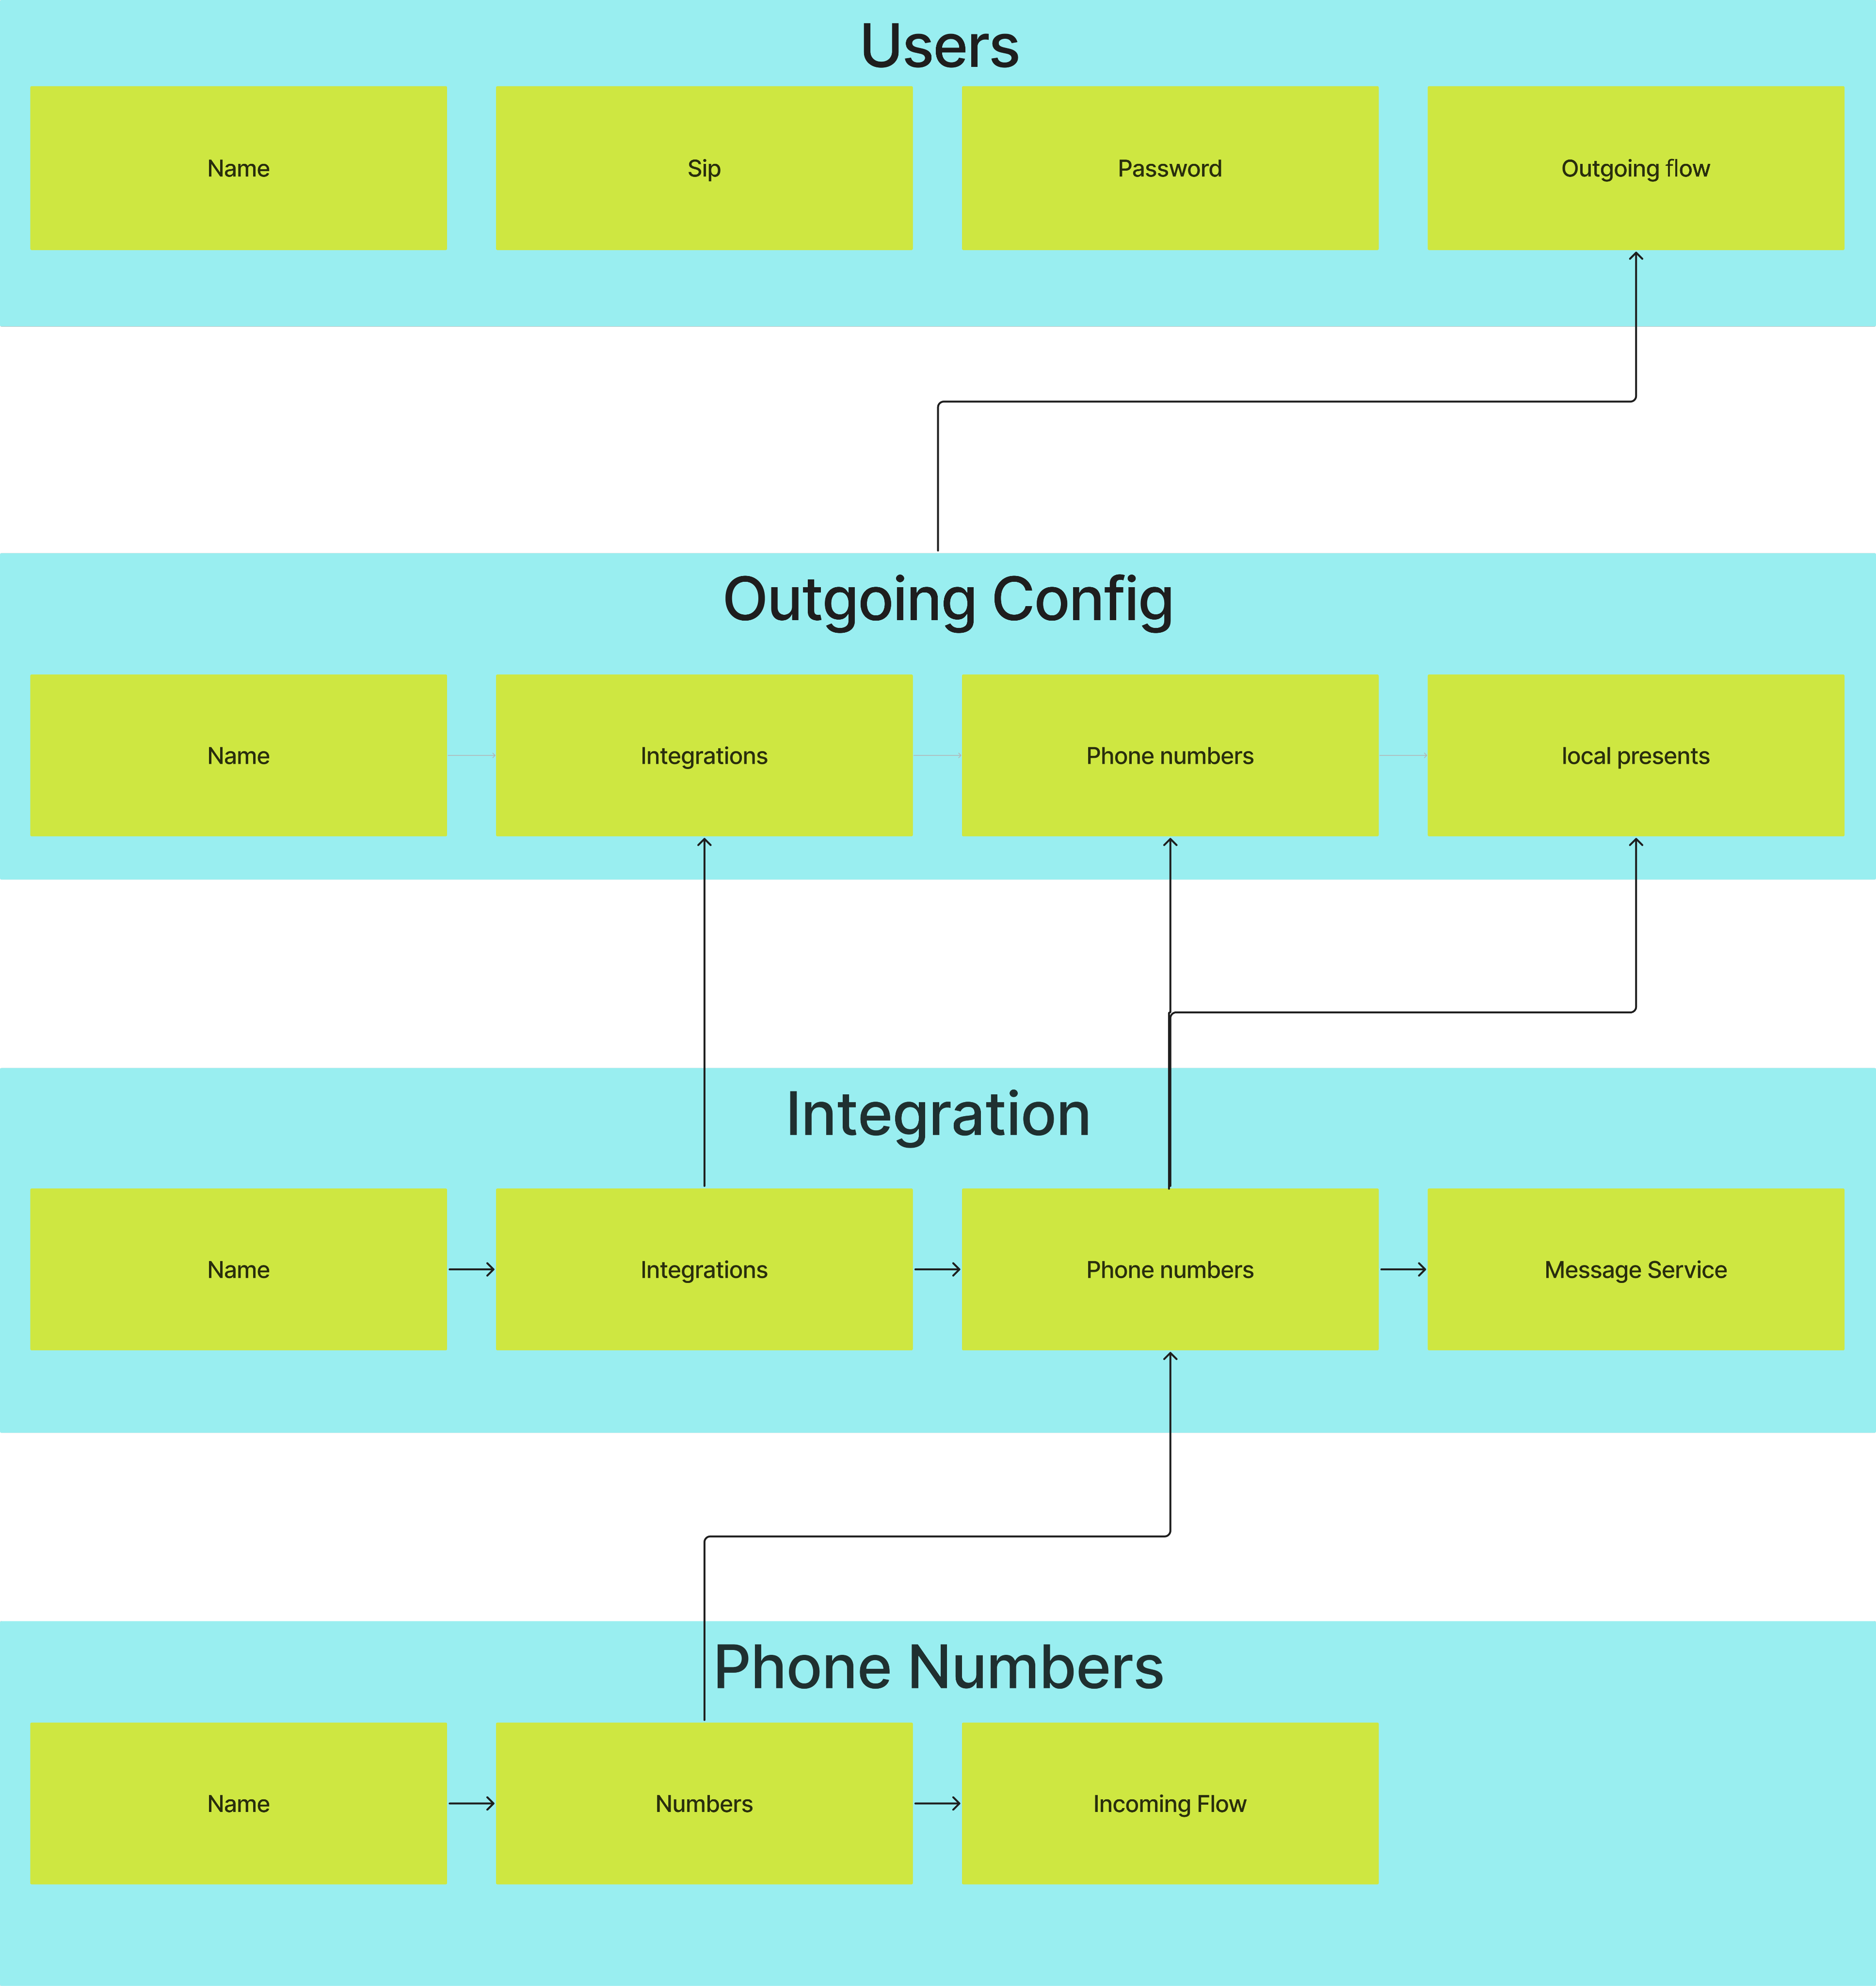 Users
Name
Sip
Password
Outgoing flow
Outgoing Config
Name
Integrations
Phone numbers
local presents
Integration
Name
Integrations
Phone numbers
Message Service
Phone Numbers
Name
Numbers
Incoming Flow